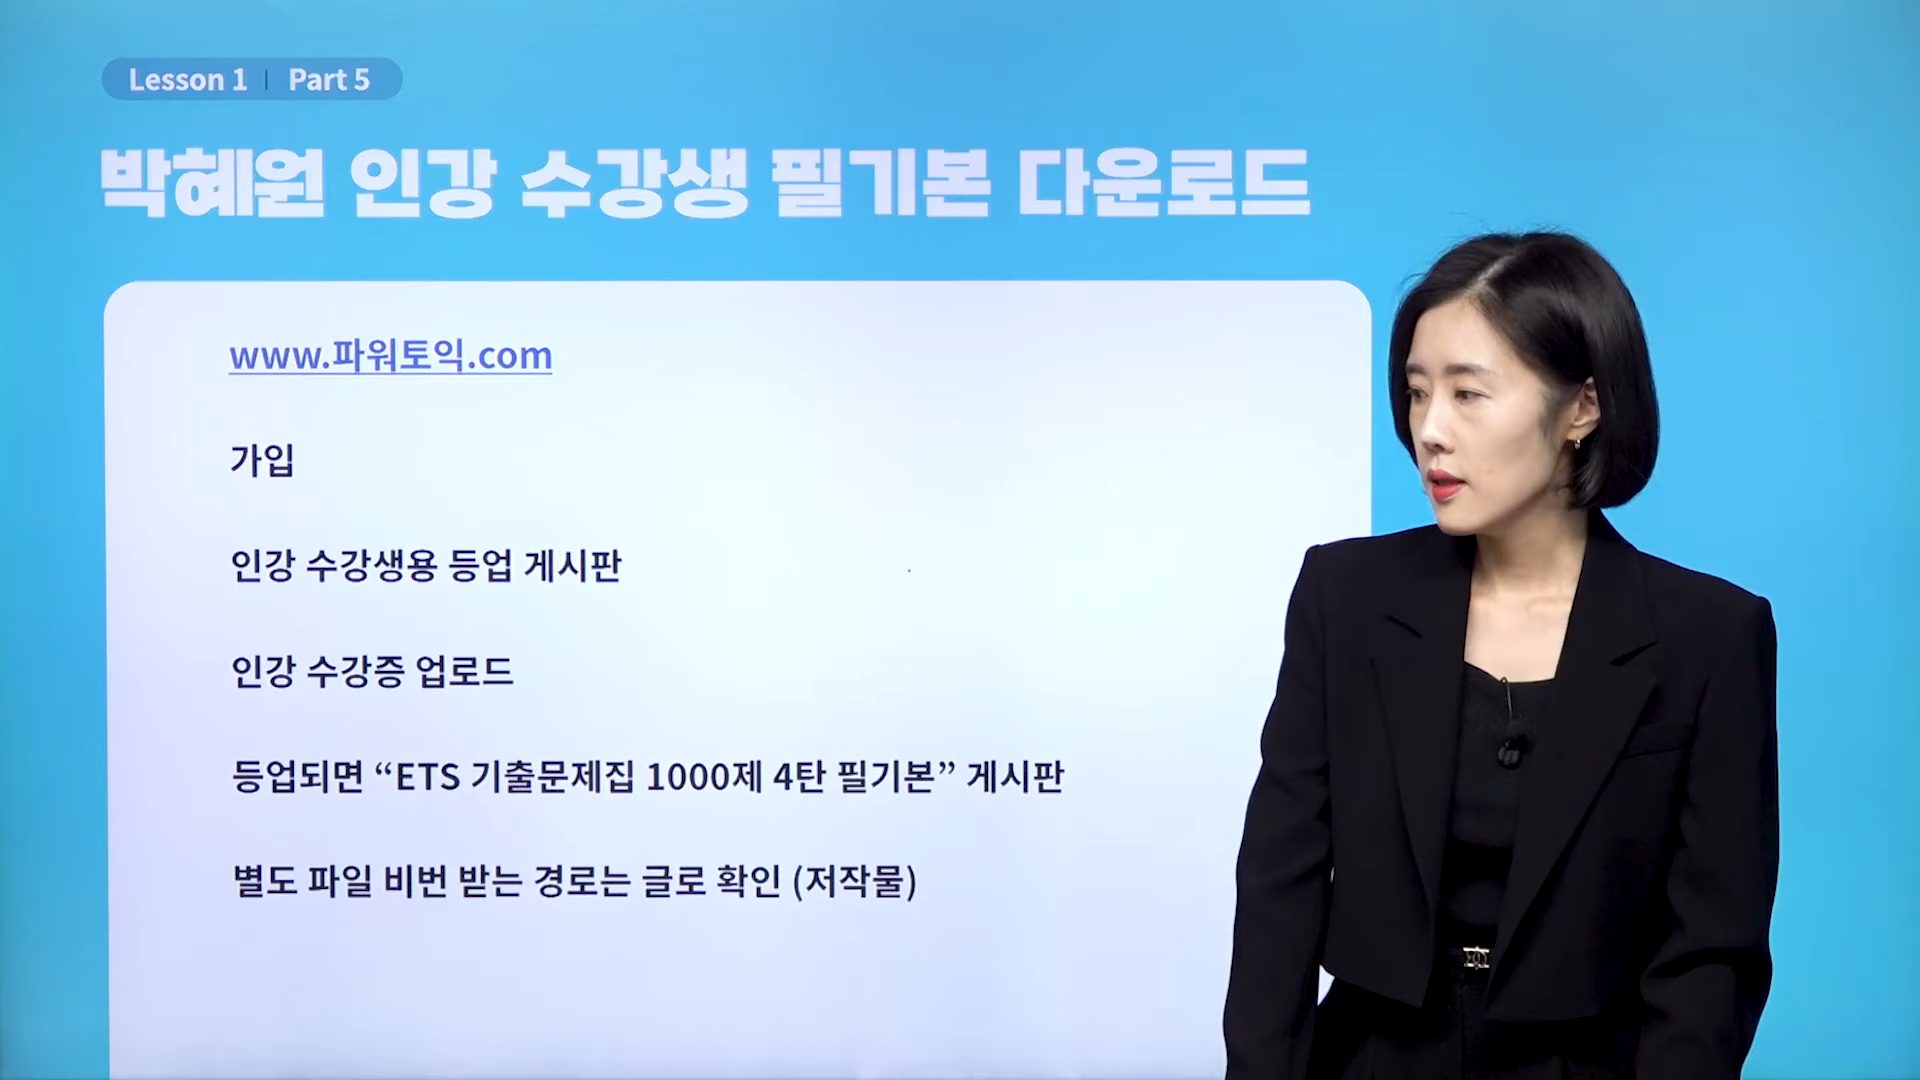 Lesson 1 | Part 5
박혜원 인강 수강생 필기본 다운로드
www.파워토익.com
가입
인강 수강생용 등업 게시판
인강 수강증 업로드
등업되면 “ETS 기출문제집 1000제 4탄 필기본” 게시판
별도 파일 비번 받는 경로는 글로 확인 (저작물)